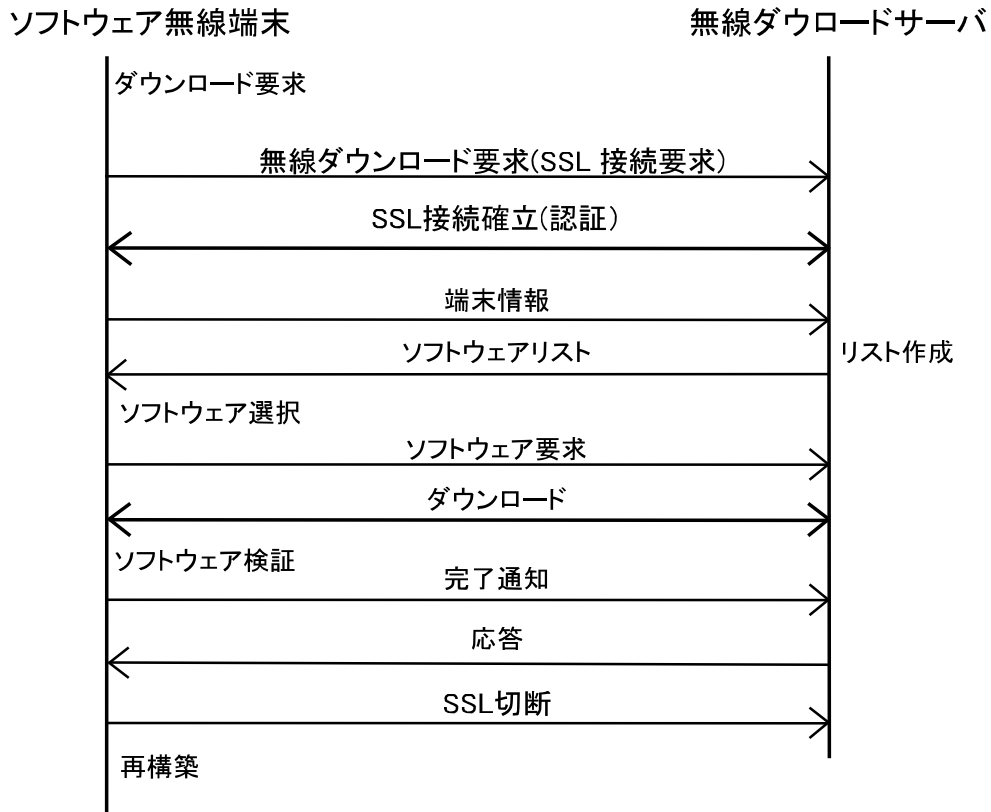 ソフトウェア無線端末
無線ダウロードサーバ
ダウンロード要求
無線ダウンロード要求(SSL 接続要求)
SSL接続確立(認証)
端末情報
ソフトウェアリスト
リスト作成
ソフトウェア選択
ソフトウェア要求
ダウンロード
ソフトウェア検証
完了通知
応答
SSL切断
再構築